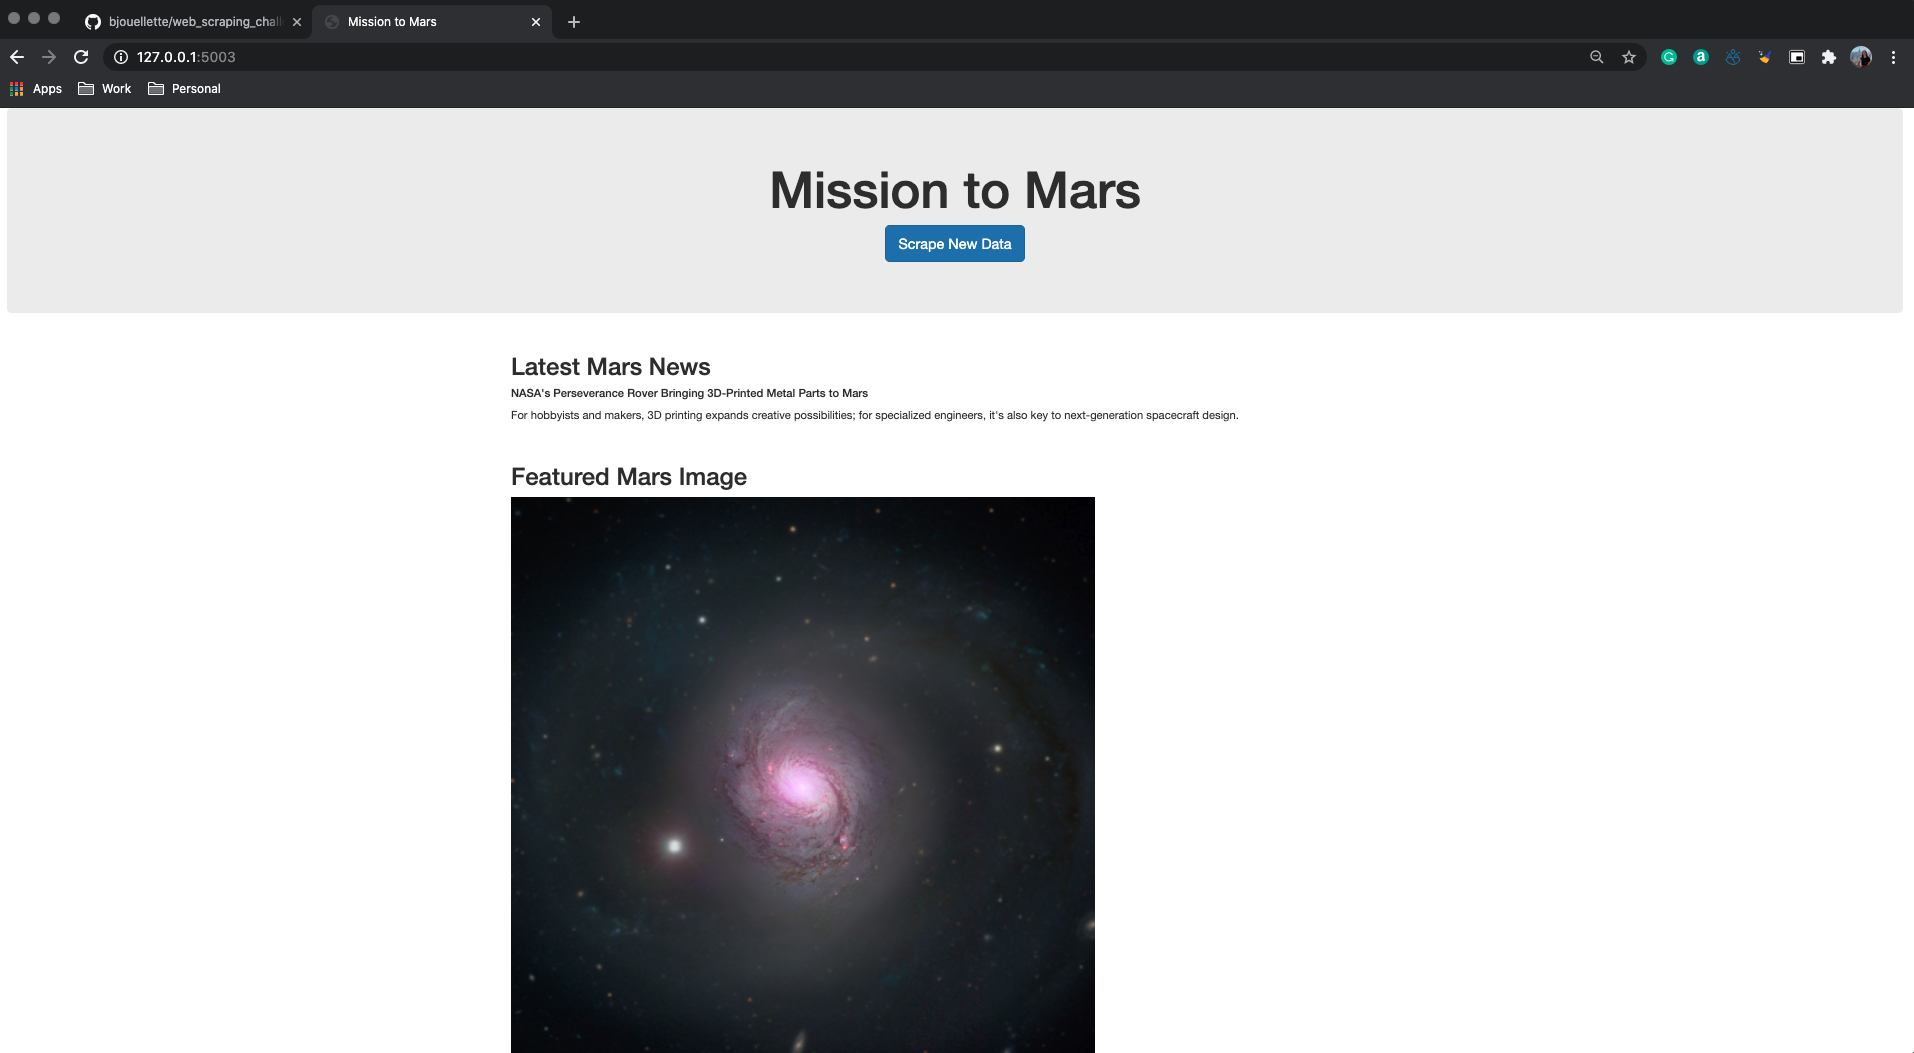 bjouellette/web_scraping_chall
Mission to Mars
127.0.0.1:5003
Apps
Work
Personal
Mission to Mars
Scrape New Data
Latest Mars News
NASA's Perseverance Rover Bringing 3D-Printed Metal Parts to Mars
For hobbyists and makers, 3D printing expands creative possibilities; for specialized engineers, it's also key to next-generation spacecraft design.
Featured Mars Image